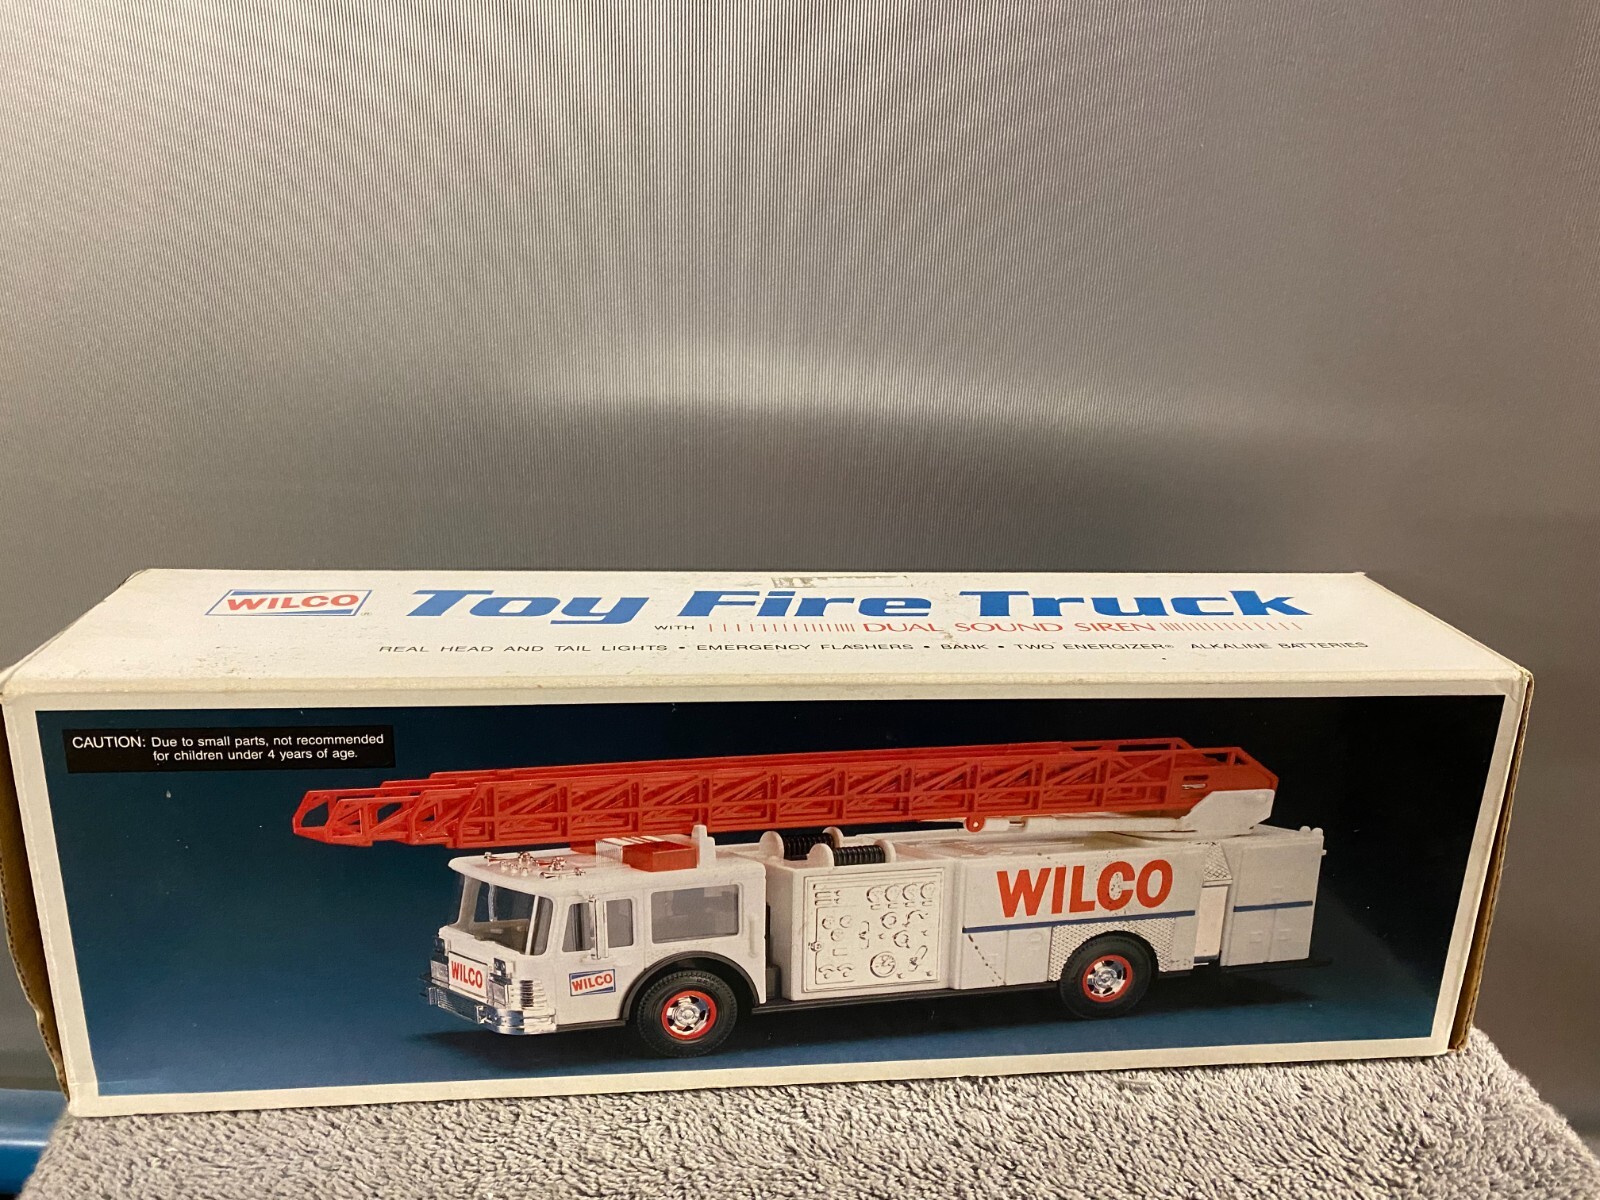 WILCO
Toy Fire Truck
WITH DUAL SOUND SIREN
REAL HEAD AND TAIL LIGHTS • EMERGENCY FLASHERS • BANK • TWO ENERGIZER® ALKALINE BATTERIES
CAUTION: Due to small parts, not recommended
for children under 4 years of age.
WILCO
WILCO
WILCO